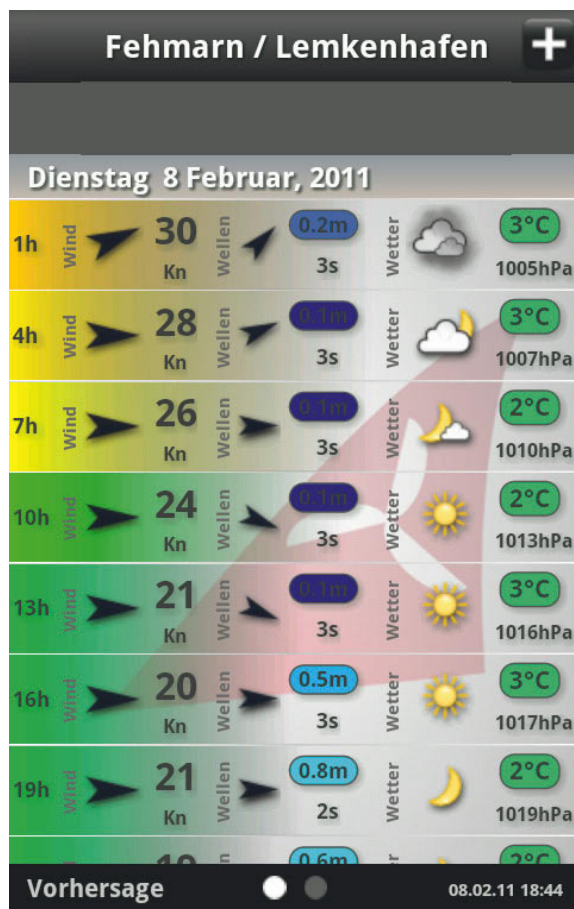 Fehmarn / Lemkenhafen +
Dienstag 8 Februar, 2011
1h Wind 30 Kn Wellen 0.2m 3s Wetter 3°C 1005hPa
4h Wind 28 Kn Wellen 0.1m 3s Wetter 3°C 1007hPa
7h Wind 26 Kn Wellen 0.1m 3s Wetter 2°C 1010hPa
10h Wind 24 Kn Wellen 0.1m 3s Wetter 2°C 1013hPa
13h Wind 21 Kn Wellen 0.1m 3s Wetter 3°C 1016hPa
16h Wind 20 Kn Wellen 0.5m 3s Wetter 3°C 1017hPa
19h Wind 21 Kn Wellen 0.8m 2s Wetter 2°C 1019hPa
0.6m 2°C
Vorhersage 08.02.11 18:44